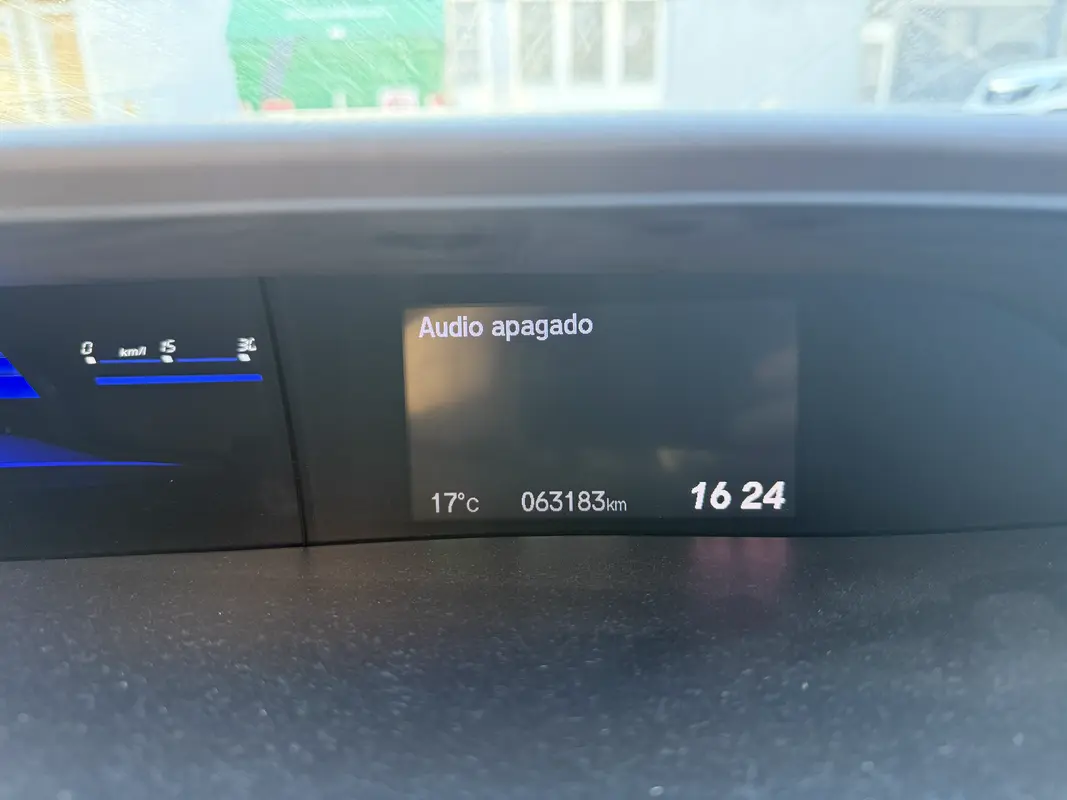 Audio apagado
0 km/l 15 30
17°C 063183km 16 24